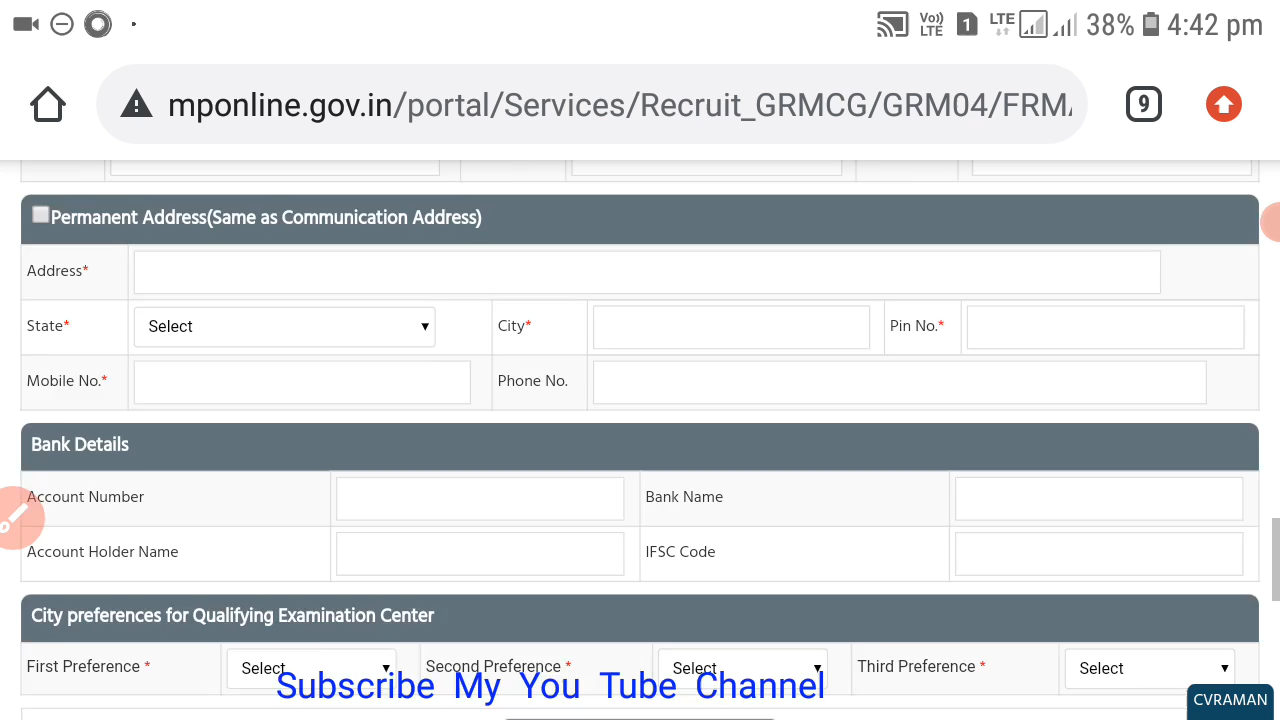 Vo)) LTE 1 LTE 38% 4:42 pm
mponline.gov.in/portal/Services/Recruit_GRMCG/GRM04/FRM
9
Permanent Address(Same as Communication Address)
Address*
State* Select City* Pin No.*
Mobile No.* Phone No.
Bank Details
Account Number Bank Name
Account Holder Name IFSC Code
City preferences for Qualifying Examination Center
First Preference * Select Second Preference * Select Third Preference * Select
Subscribe My You Tube Channel
CVRAMAN